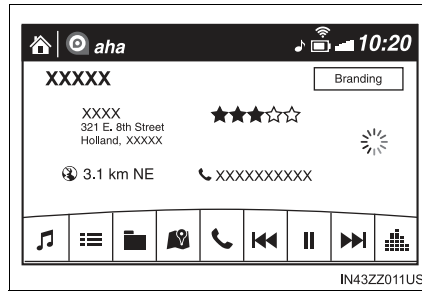 aha
10:20
XXXXX
Branding
XXXX
321 E. 8th Street
Holland, XXXXX
3.1 km NE
XXXXXXXXXX
IN43ZZ011US